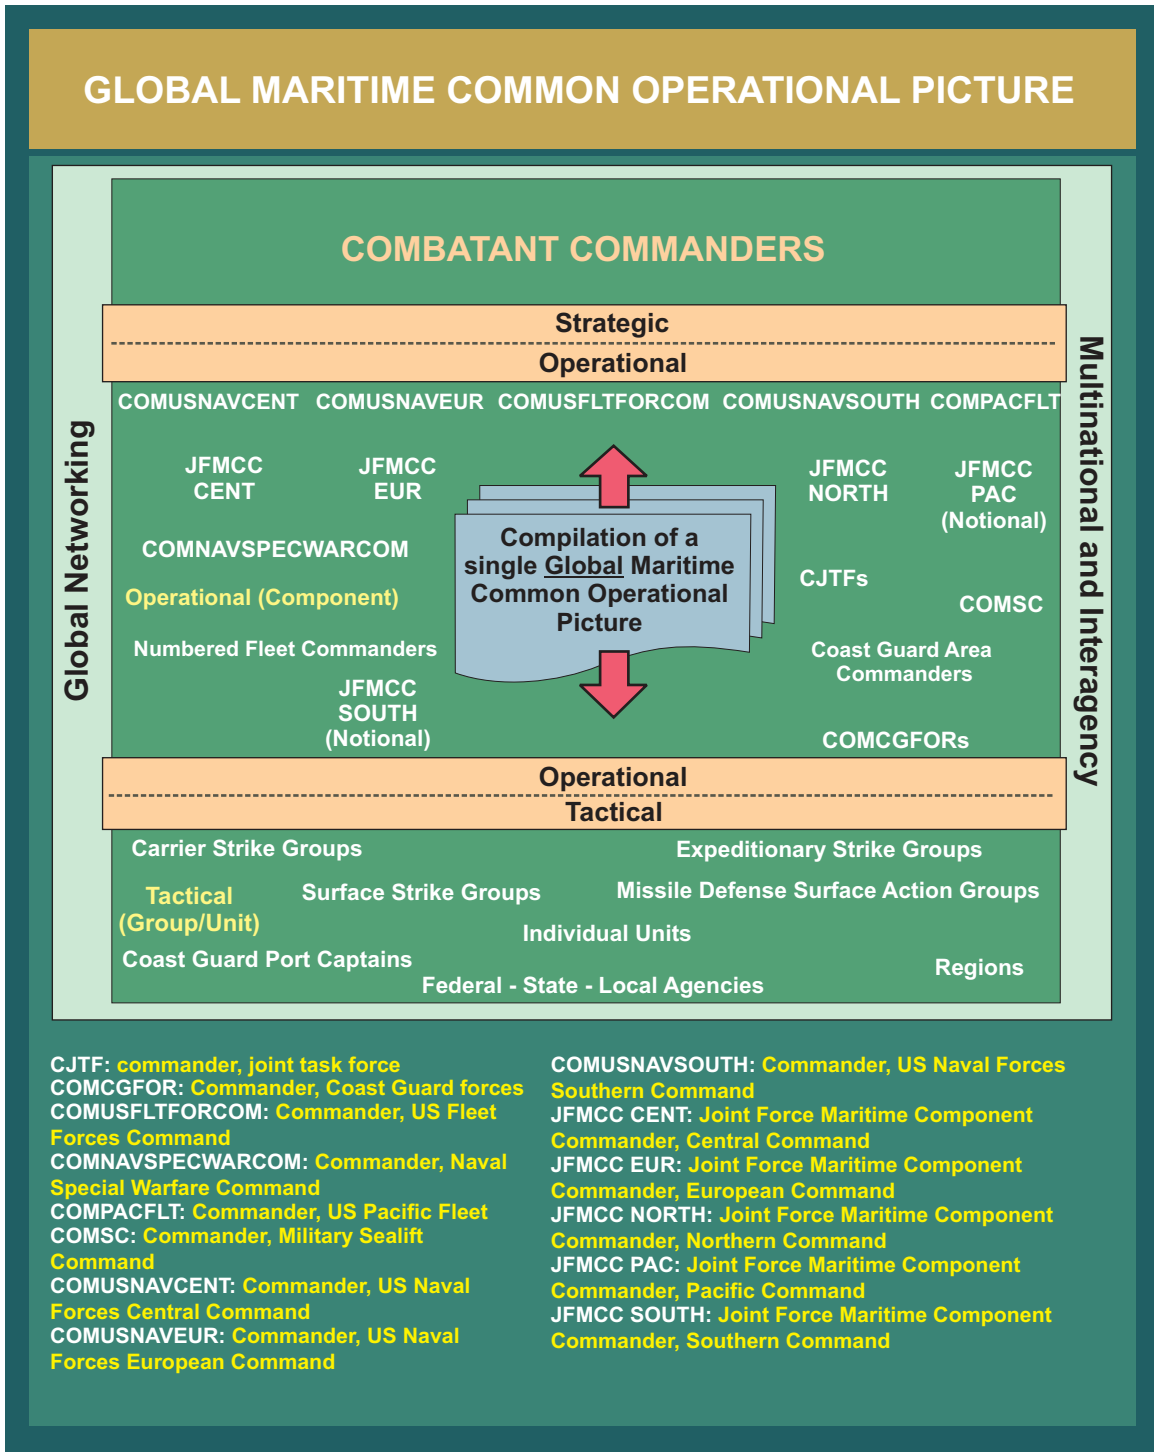 GLOBAL MARITIME COMMON OPERATIONAL PICTURE
COMBATANT COMMANDERS
Strategic
Operational
Global Networking
Multinational and Interagency
COMUSNAVCENT COMUSNAVEUR COMUSFLTFORCOM COMUSNAVSOUTH COMPACFLT
JFMCC
CENT
JFMCC
EUR
JFMCC
NORTH
JFMCC
PAC
(Notional)
Compilation of a
single Global Maritime
Common Operational
Picture
COMNAVSPECWARCOM
CJTFs
Operational (Component)
COMSC
Numbered Fleet Commanders
Coast Guard Area
Commanders
JFMCC
SOUTH
(Notional)
COMCGFORs
Operational
Tactical
Carrier Strike Groups
Expeditionary Strike Groups
Tactical
(Group/Unit)
Surface Strike Groups
Missile Defense Surface Action Groups
Individual Units
Coast Guard Port Captains
Regions
Federal - State - Local Agencies
CJTF: commander, joint task force
COMCGFOR: Commander, Coast Guard forces
COMUSFLTFORCOM: Commander, US Fleet
Forces Command
COMNAVSPECWARCOM: Commander, Naval
Special Warfare Command
COMPACFLT: Commander, US Pacific Fleet
COMSC: Commander, Military Sealift
Command
COMUSNAVCENT: Commander, US Naval
Forces Central Command
COMUSNAVEUR: Commander, US Naval
Forces European Command
COMUSNAVSOUTH: Commander, US Naval Forces
Southern Command
JFMCC CENT: Joint Force Maritime Component
Commander, Central Command
JFMCC EUR: Joint Force Maritime Component
Commander, European Command
JFMCC NORTH: Joint Force Maritime Component
Commander, Northern Command
JFMCC PAC: Joint Force Maritime Component
Commander, Pacific Command
JFMCC SOUTH: Joint Force Maritime Component
Commander, Southern Command